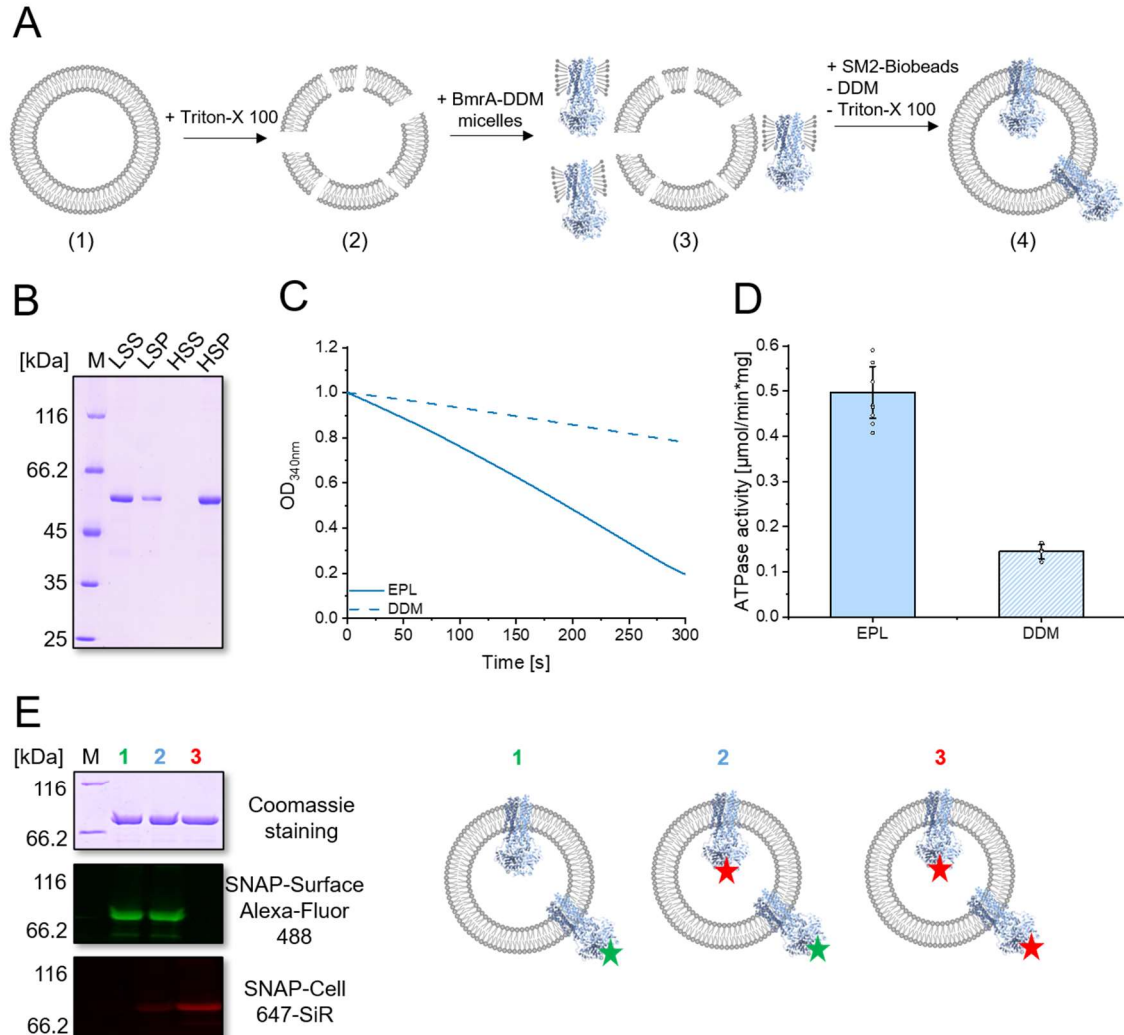 A
+ Triton-X 100
+ BmrA-DDM
micelles
+ SM2-Biobeads
- DDM
- Triton-X 100
(1)
(2)
(3)
(4)
B
[kDa]
M
LSS
LSP
HSS
HSP
116
66.2
45
35
25
C
1.2
1.0
0.8
0.6
0.4
0.2
0.0
OD340nm
EPL
DDM
0
50
100
150
200
250
300
Time [s]
D
0.6
0.5
0.4
0.3
0.2
0.1
0.0
ATPase activity [µmol/min*mg]
EPL
DDM
E
[kDa]
M
1
2
3
116
66.2
Coomassie
staining
116
66.2
SNAP-Surface
Alexa-Fluor
488
116
66.2
SNAP-Cell
647-SiR
1
2
3